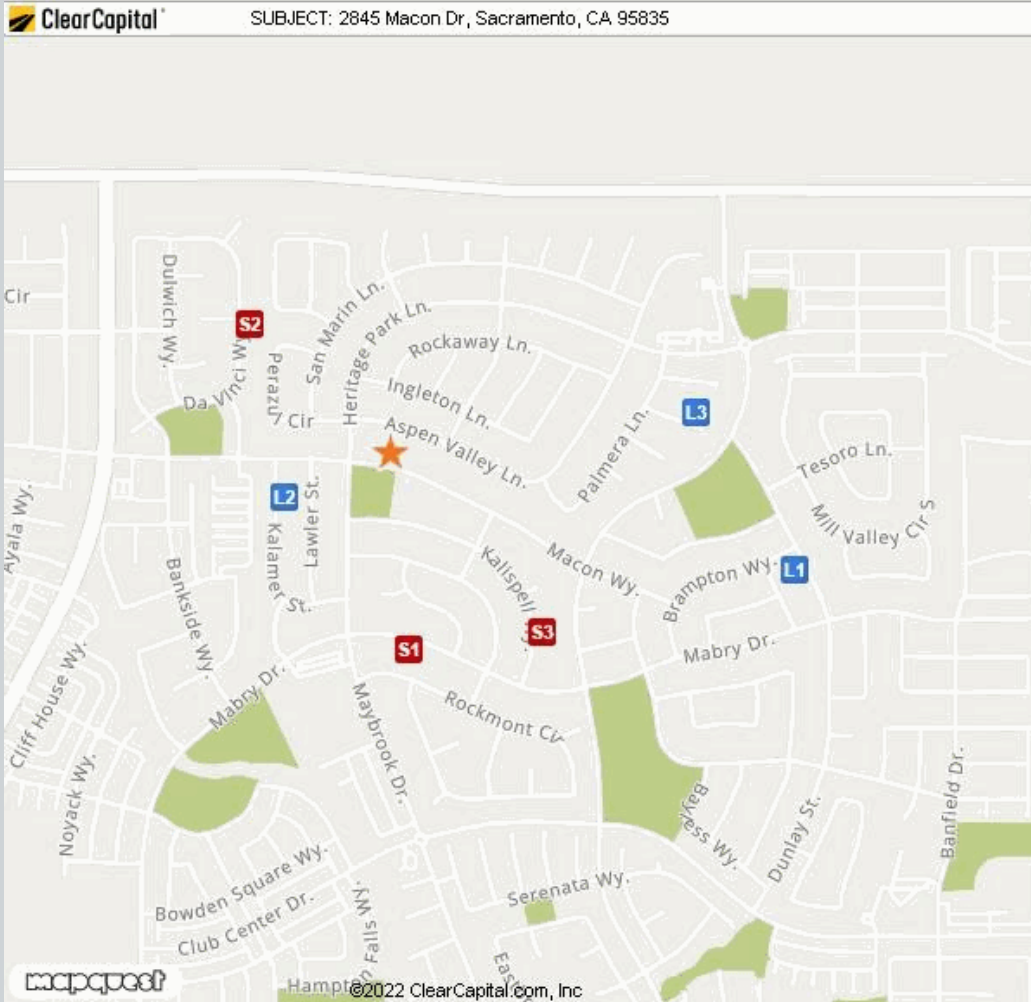 ClearCapital
SUBJECT: 2845 Macon Dr, Sacramento, CA 95835
Cir
Dulwich Wy.
S2
San Marin Ln.
Heritage Park Ln.
Rockaway Ln.
Perazu
Da Vinci Wy
Ingleton Ln.
7 Cir
Aspen Valley Ln.
L3
Palmera Ln.
Tesoro Ln.
Mill Valley Cir S
L2
Lawler St.
Ayala Wy.
Kalamer St.
Bankside Wy.
Kalispell
Macon Wy.
Brampton Wy.
L1
S3
S1
Mabry Dr.
Mabry Dr.
Cliff House Wy.
Rockmont Cir
Maybrook Dr.
Noyack Wy.
Bayless Wy.
Dunlay St.
Banfield Dr.
Bowden Square Wy.
Serenata Wy.
Club Center Dr.
Falls Wy.
mapquest
©2022 ClearCapital.com, Inc